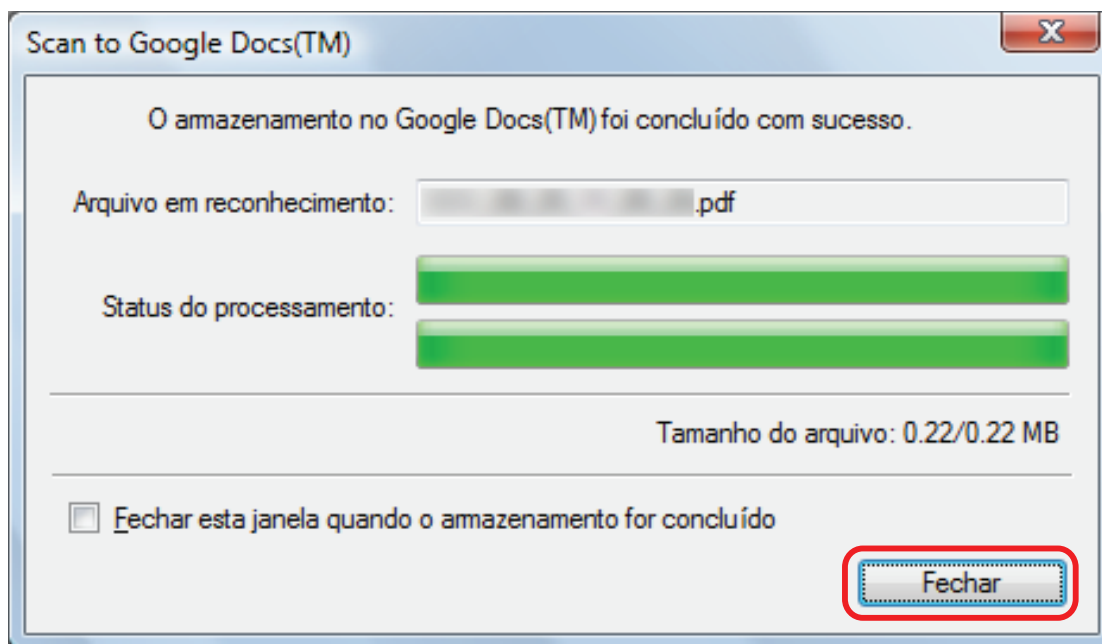 Scan to Google Docs(TM)
O armazenamento no Google Docs(TM) foi concluído com sucesso.
Arquivo em reconhecimento: .pdf
Status do processamento:
Tamanho do arquivo: 0.22/0.22 MB
Fechar esta janela quando o armazenamento for concluído
Fechar